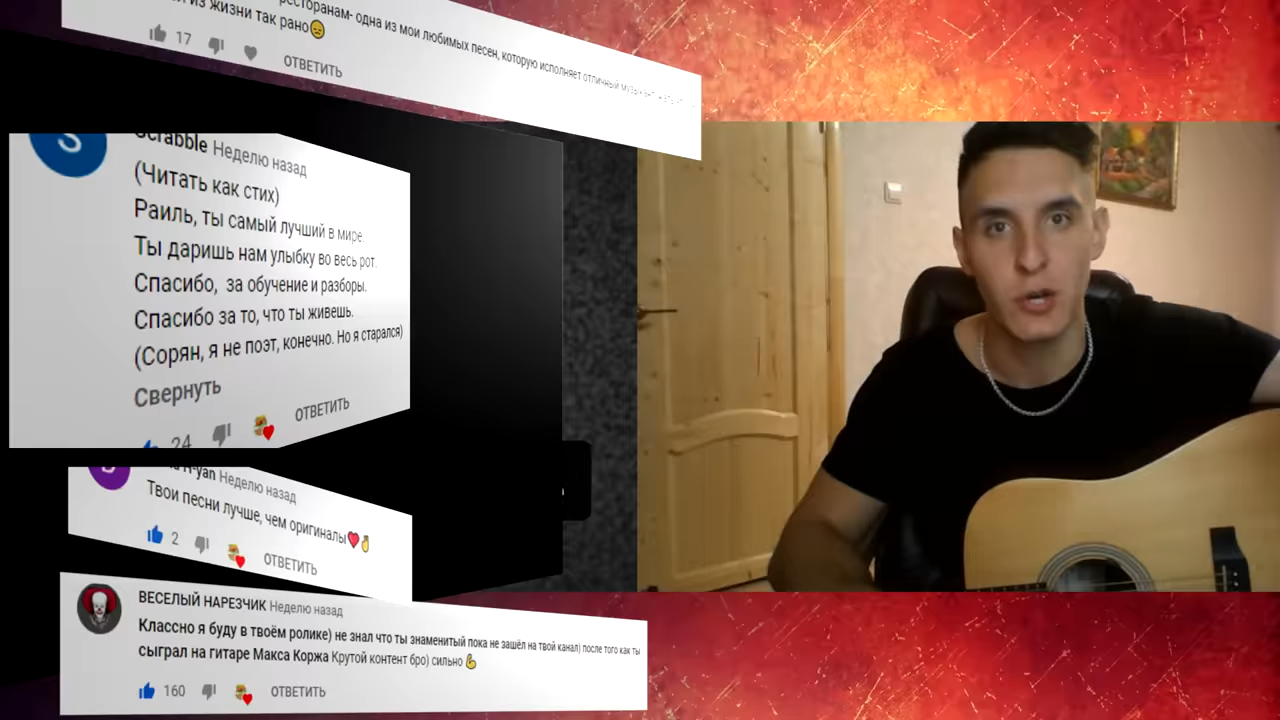 ресторанам- одна из мои любимых песен, которую исполняет отличный
из жизни так рано😞
17 ОТВЕТИТЬ
Scrabble Неделю назад
(Читать как стих)
Раиль, ты самый лучший в мире.
Ты даришь нам улыбку во весь рот.
Спасибо, за обучение и разборы.
Спасибо за то, что ты живешь.
(Сорян, я не поэт, конечно. Но я старался)
Свернуть
24 ОТВЕТИТЬ
Неделю назад
Твои песни лучше, чем оригиналы❤️
2 ОТВЕТИТЬ
ВЕСЕЛЫЙ НАРЕЗЧИК Неделю назад
Классно я буду в твоём ролике) не знал что ты знаменитый пока не зашёл на твой канал) после того как ты
сыграл на гитаре Макса Коржа Крутой контент бро) сильно 💪
160 ОТВЕТИТЬ